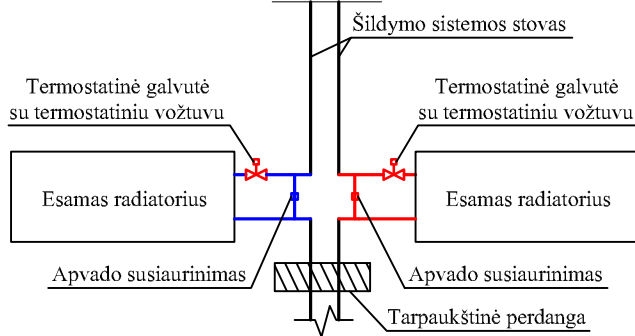 Šildymo sistemos stovas
Termostatinė galvutė
su termostatiniu vožtuvu
Termostatinė galvutė
su termostatiniu vožtuvu
Esamas radiatorius
Esamas radiatorius
Apvado susiaurinimas
Apvado susiaurinimas
Tarpaukštinė perdanga